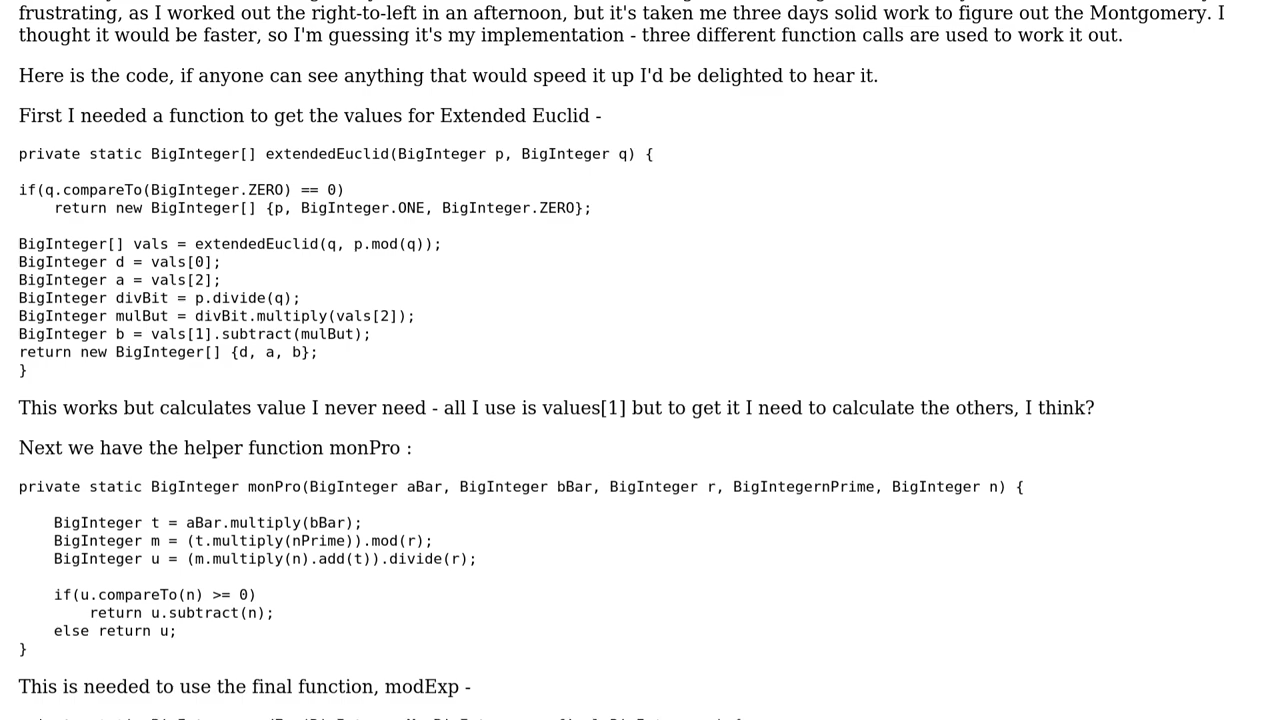 frustrating, as I worked out the right-to-left in an afternoon, but it's taken me three days solid work to figure out the Montgomery. I
thought it would be faster, so I'm guessing it's my implementation - three different function calls are used to work it out.
Here is the code, if anyone can see anything that would speed it up I'd be delighted to hear it.
First I needed a function to get the values for Extended Euclid -
private static BigInteger[] extendedEuclid(BigInteger p, BigInteger q) {
if(q.compareTo(BigInteger.ZERO) == 0)
    return new BigInteger[] {p, BigInteger.ONE, BigInteger.ZERO};
BigInteger[] vals = extendedEuclid(q, p.mod(q));
BigInteger d = vals[0];
BigInteger a = vals[2];
BigInteger divBit = p.divide(q);
BigInteger mulBut = divBit.multiply(vals[2]);
BigInteger b = vals[1].subtract(mulBut);
return new BigInteger[] {d, a, b};
}
This works but calculates value I never need - all I use is values[1] but to get it I need to calculate the others, I think?
Next we have the helper function monPro :
private static BigInteger monPro(BigInteger aBar, BigInteger bBar, BigInteger r, BigIntegernPrime, BigInteger n) {
    BigInteger t = aBar.multiply(bBar);
    BigInteger m = (t.multiply(nPrime)).mod(r);
    BigInteger u = (m.multiply(n).add(t)).divide(r);
    if(u.compareTo(n) >= 0)
        return u.subtract(n);
    else return u;
}
This is needed to use the final function, modExp -